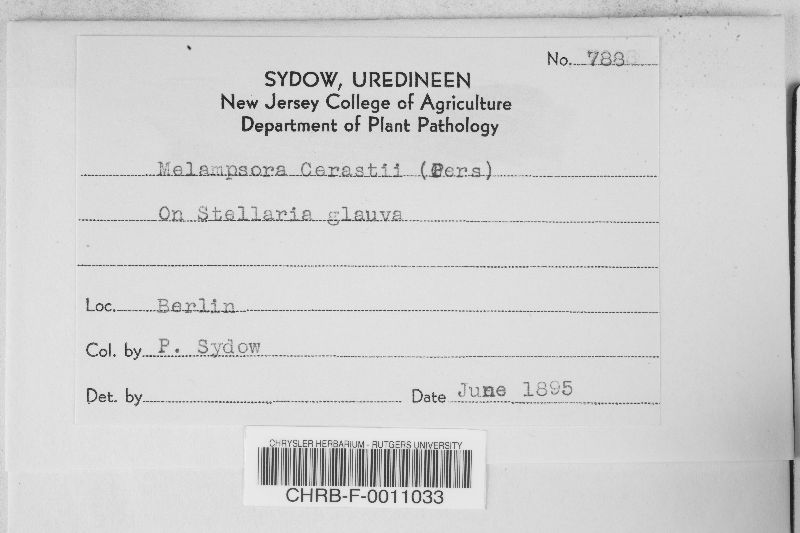 No. 788
SYDOW, UREDINEEN
New Jersey College of Agriculture
Department of Plant Pathology
Melampsora Cerastii (Pers)
On Stellaria glauva
Loc. Berlin
Col. by P. Sydow
Det. by
Date June 1895
CHRYSLER HERBARIUM - RUTGERS UNIVERSITY
CHRB-F-0011033